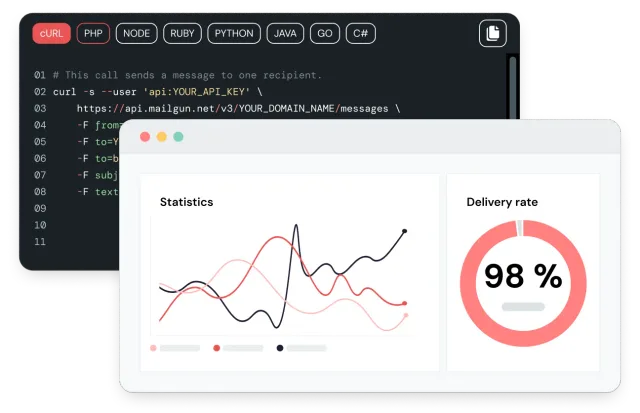 cURL PHP NODE RUBY PYTHON JAVA GO C#
01 # This call sends a message to one recipient.
02 curl -s --user 'api:YOUR_API_KEY' \
03 https://api.mailgun.net/v3/YOUR_DOMAIN_NAME/messages \
04 -F from=
05 -F to=Y
06 -F to=b
07 -F subj
08 -F text
09
10
11
Statistics
Delivery rate
98 %